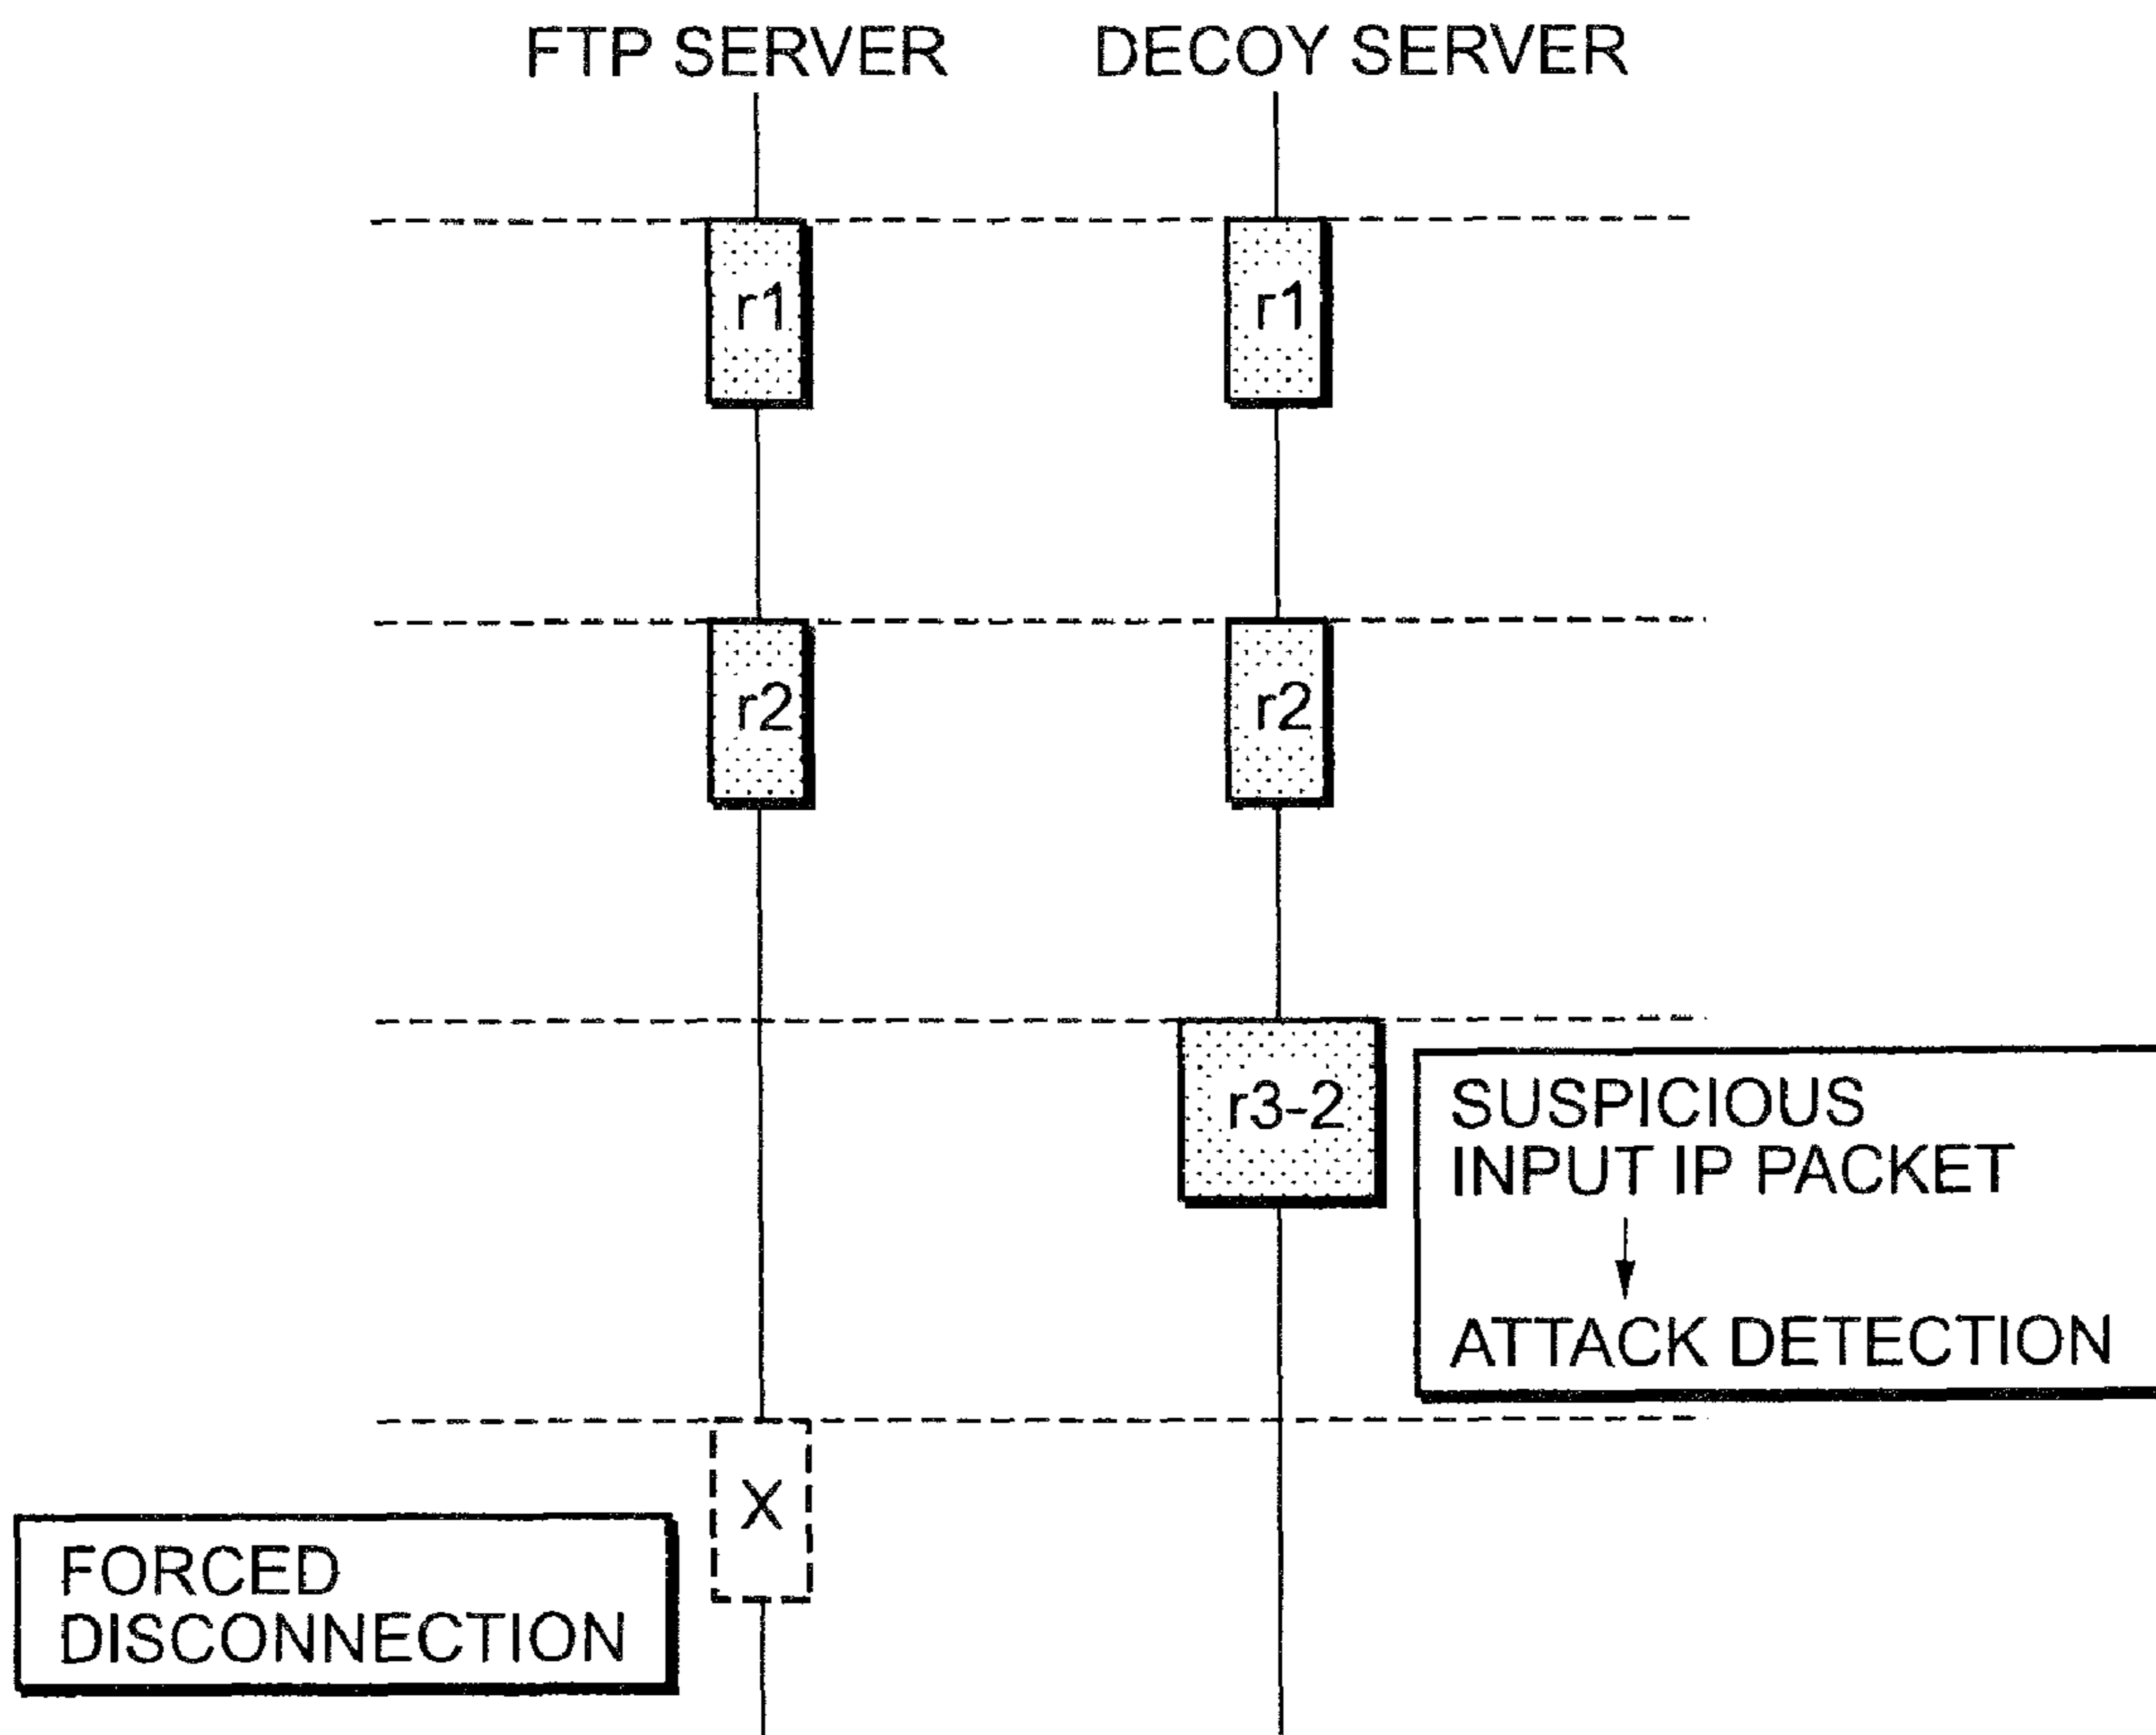 FTP SERVER
DECOY SERVER
r1
r1
r2
r2
r3-2
SUSPICIOUS
INPUT IP PACKET
ATTACK DETECTION
X
FORCED
DISCONNECTION